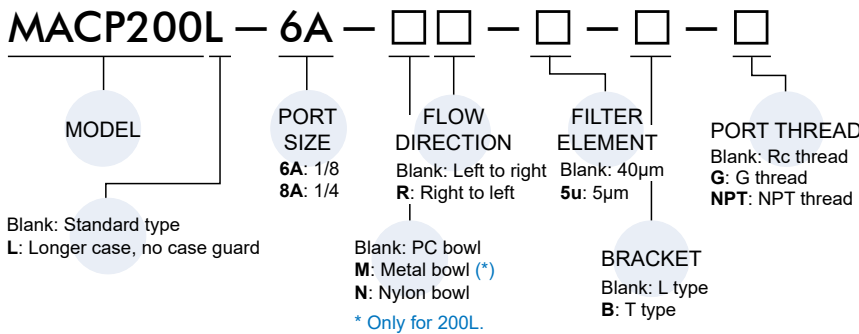 MACP200L — 6A — □□ — □ — □ — □
MODEL
Blank: Standard type
L: Longer case, no case guard
PORT
SIZE
6A: 1/8
8A: 1/4
FLOW
DIRECTION
Blank: Left to right
R: Right to left
Blank: PC bowl
M: Metal bowl (*)
N: Nylon bowl
* Only for 200L.
FILTER
ELEMENT
Blank: 40µm
5u: 5µm
BRACKET
Blank: L type
B: T type
PORT THREAD
Blank: Rc thread
G: G thread
NPT: NPT thread